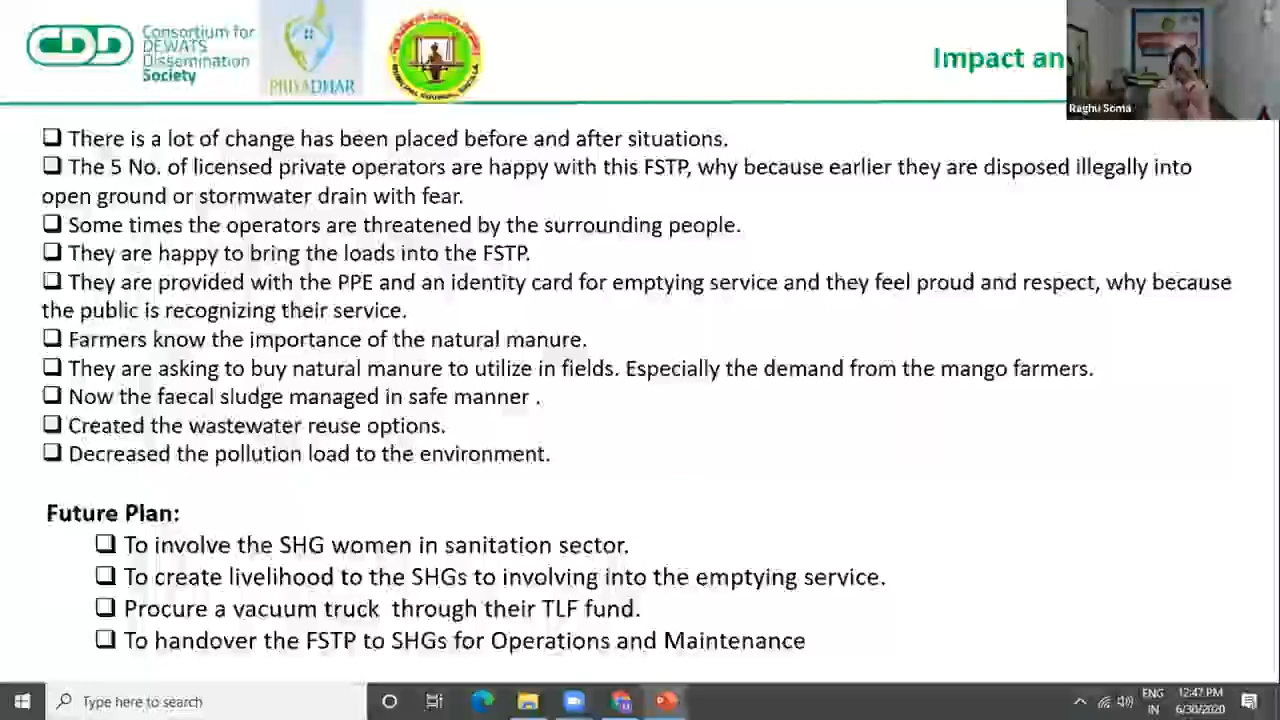 CDD
Consortium for
DEWATS
Dissemination
Society
PRIYADHAR
Impact an
Raghu Soma
❑ There is a lot of change has been placed before and after situations.
❑ The 5 No. of licensed private operators are happy with this FSTP, why because earlier they are disposed illegally into
open ground or stormwater drain with fear.
❑ Some times the operators are threatened by the surrounding people.
❑ They are happy to bring the loads into the FSTP.
❑ They are provided with the PPE and an identity card for emptying service and they feel proud and respect, why because
the public is recognizing their service.
❑ Farmers know the importance of the natural manure.
❑ They are asking to buy natural manure to utilize in fields. Especially the demand from the mango farmers.
❑ Now the faecal sludge managed in safe manner .
❑ Created the wastewater reuse options.
❑ Decreased the pollution load to the environment.
Future Plan:
❑ To involve the SHG women in sanitation sector.
❑ To create livelihood to the SHGs to involving into the emptying service.
❑ Procure a vacuum truck through their TLF fund.
❑ To handover the FSTP to SHGs for Operations and Maintenance
Type here to search
ENG
IN
12:47 PM
6/30/2020